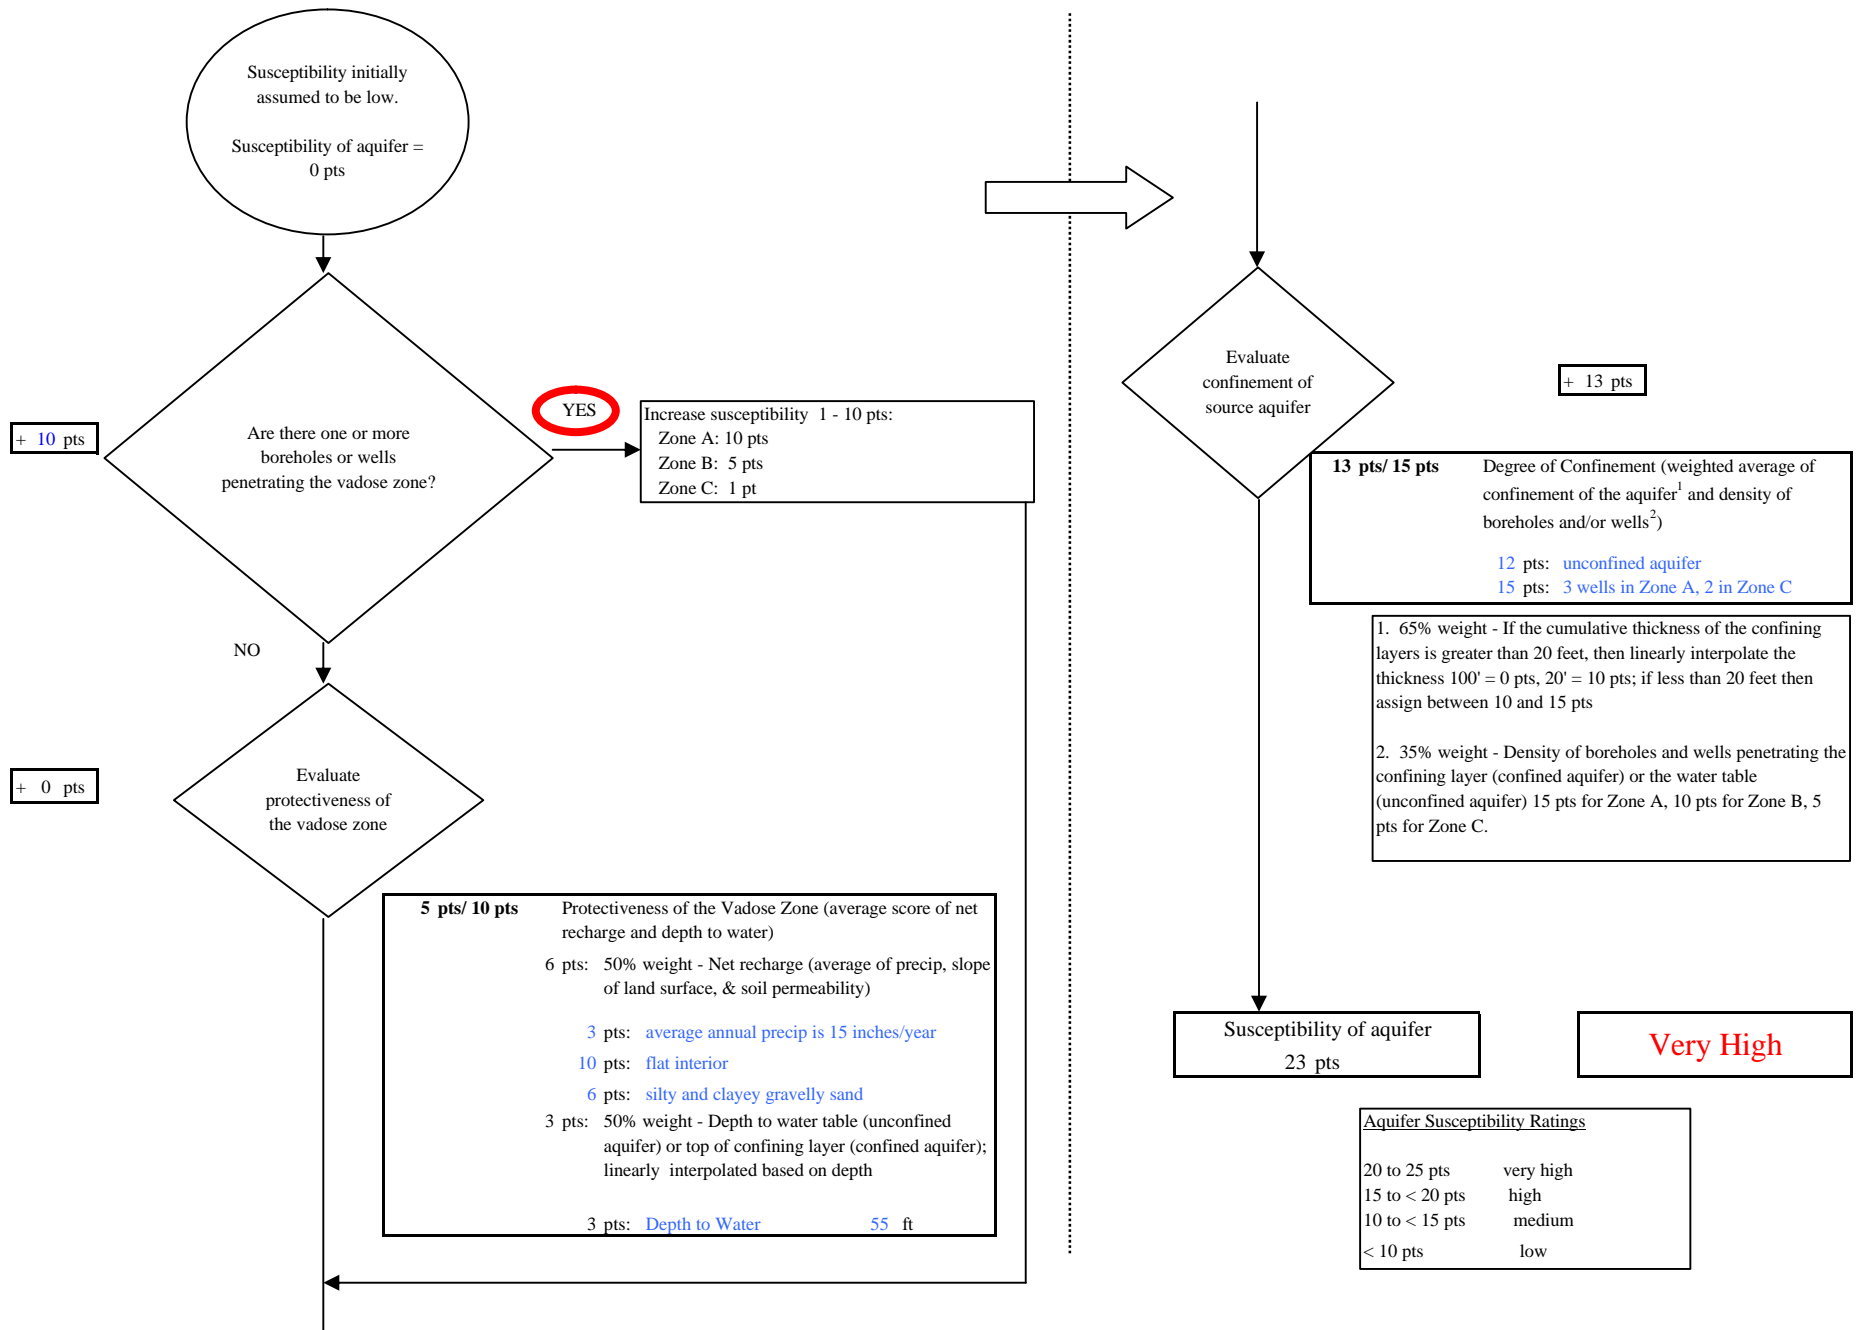 Susceptibility initially
assumed to be low.
Susceptibility of aquifer =
0 pts
+ 10 pts
Are there one or more
boreholes or wells
penetrating the vadose zone?
YES
Increase susceptibility 1 - 10 pts:
Zone A: 10 pts
Zone B: 5 pts
Zone C: 1 pt
NO
+ 0 pts
Evaluate
protectiveness of
the vadose zone
5 pts/ 10 pts Protectiveness of the Vadose Zone (average score of net
recharge and depth to water)
6 pts: 50% weight - Net recharge (average of precip, slope
of land surface, & soil permeability)
3 pts: average annual precip is 15 inches/year
10 pts: flat interior
6 pts: silty and clayey gravelly sand
3 pts: 50% weight - Depth to water table (unconfined
aquifer) or top of confining layer (confined aquifer);
linearly interpolated based on depth
3 pts: Depth to Water 55 ft
Evaluate
confinement of
source aquifer
+ 13 pts
13 pts/ 15 pts Degree of Confinement (weighted average of
confinement of the aquifer1 and density of
boreholes and/or wells2)
12 pts: unconfined aquifer
15 pts: 3 wells in Zone A, 2 in Zone C
1. 65% weight - If the cumulative thickness of the confining
layers is greater than 20 feet, then linearly interpolate the
thickness 100' = 0 pts, 20' = 10 pts; if less than 20 feet then
assign between 10 and 15 pts
2. 35% weight - Density of boreholes and wells penetrating the
confining layer (confined aquifer) or the water table
(unconfined aquifer) 15 pts for Zone A, 10 pts for Zone B, 5
pts for Zone C.
Susceptibility of aquifer
23 pts
Very High
Aquifer Susceptibility Ratings
20 to 25 pts very high
15 to < 20 pts high
10 to < 15 pts medium
< 10 pts low